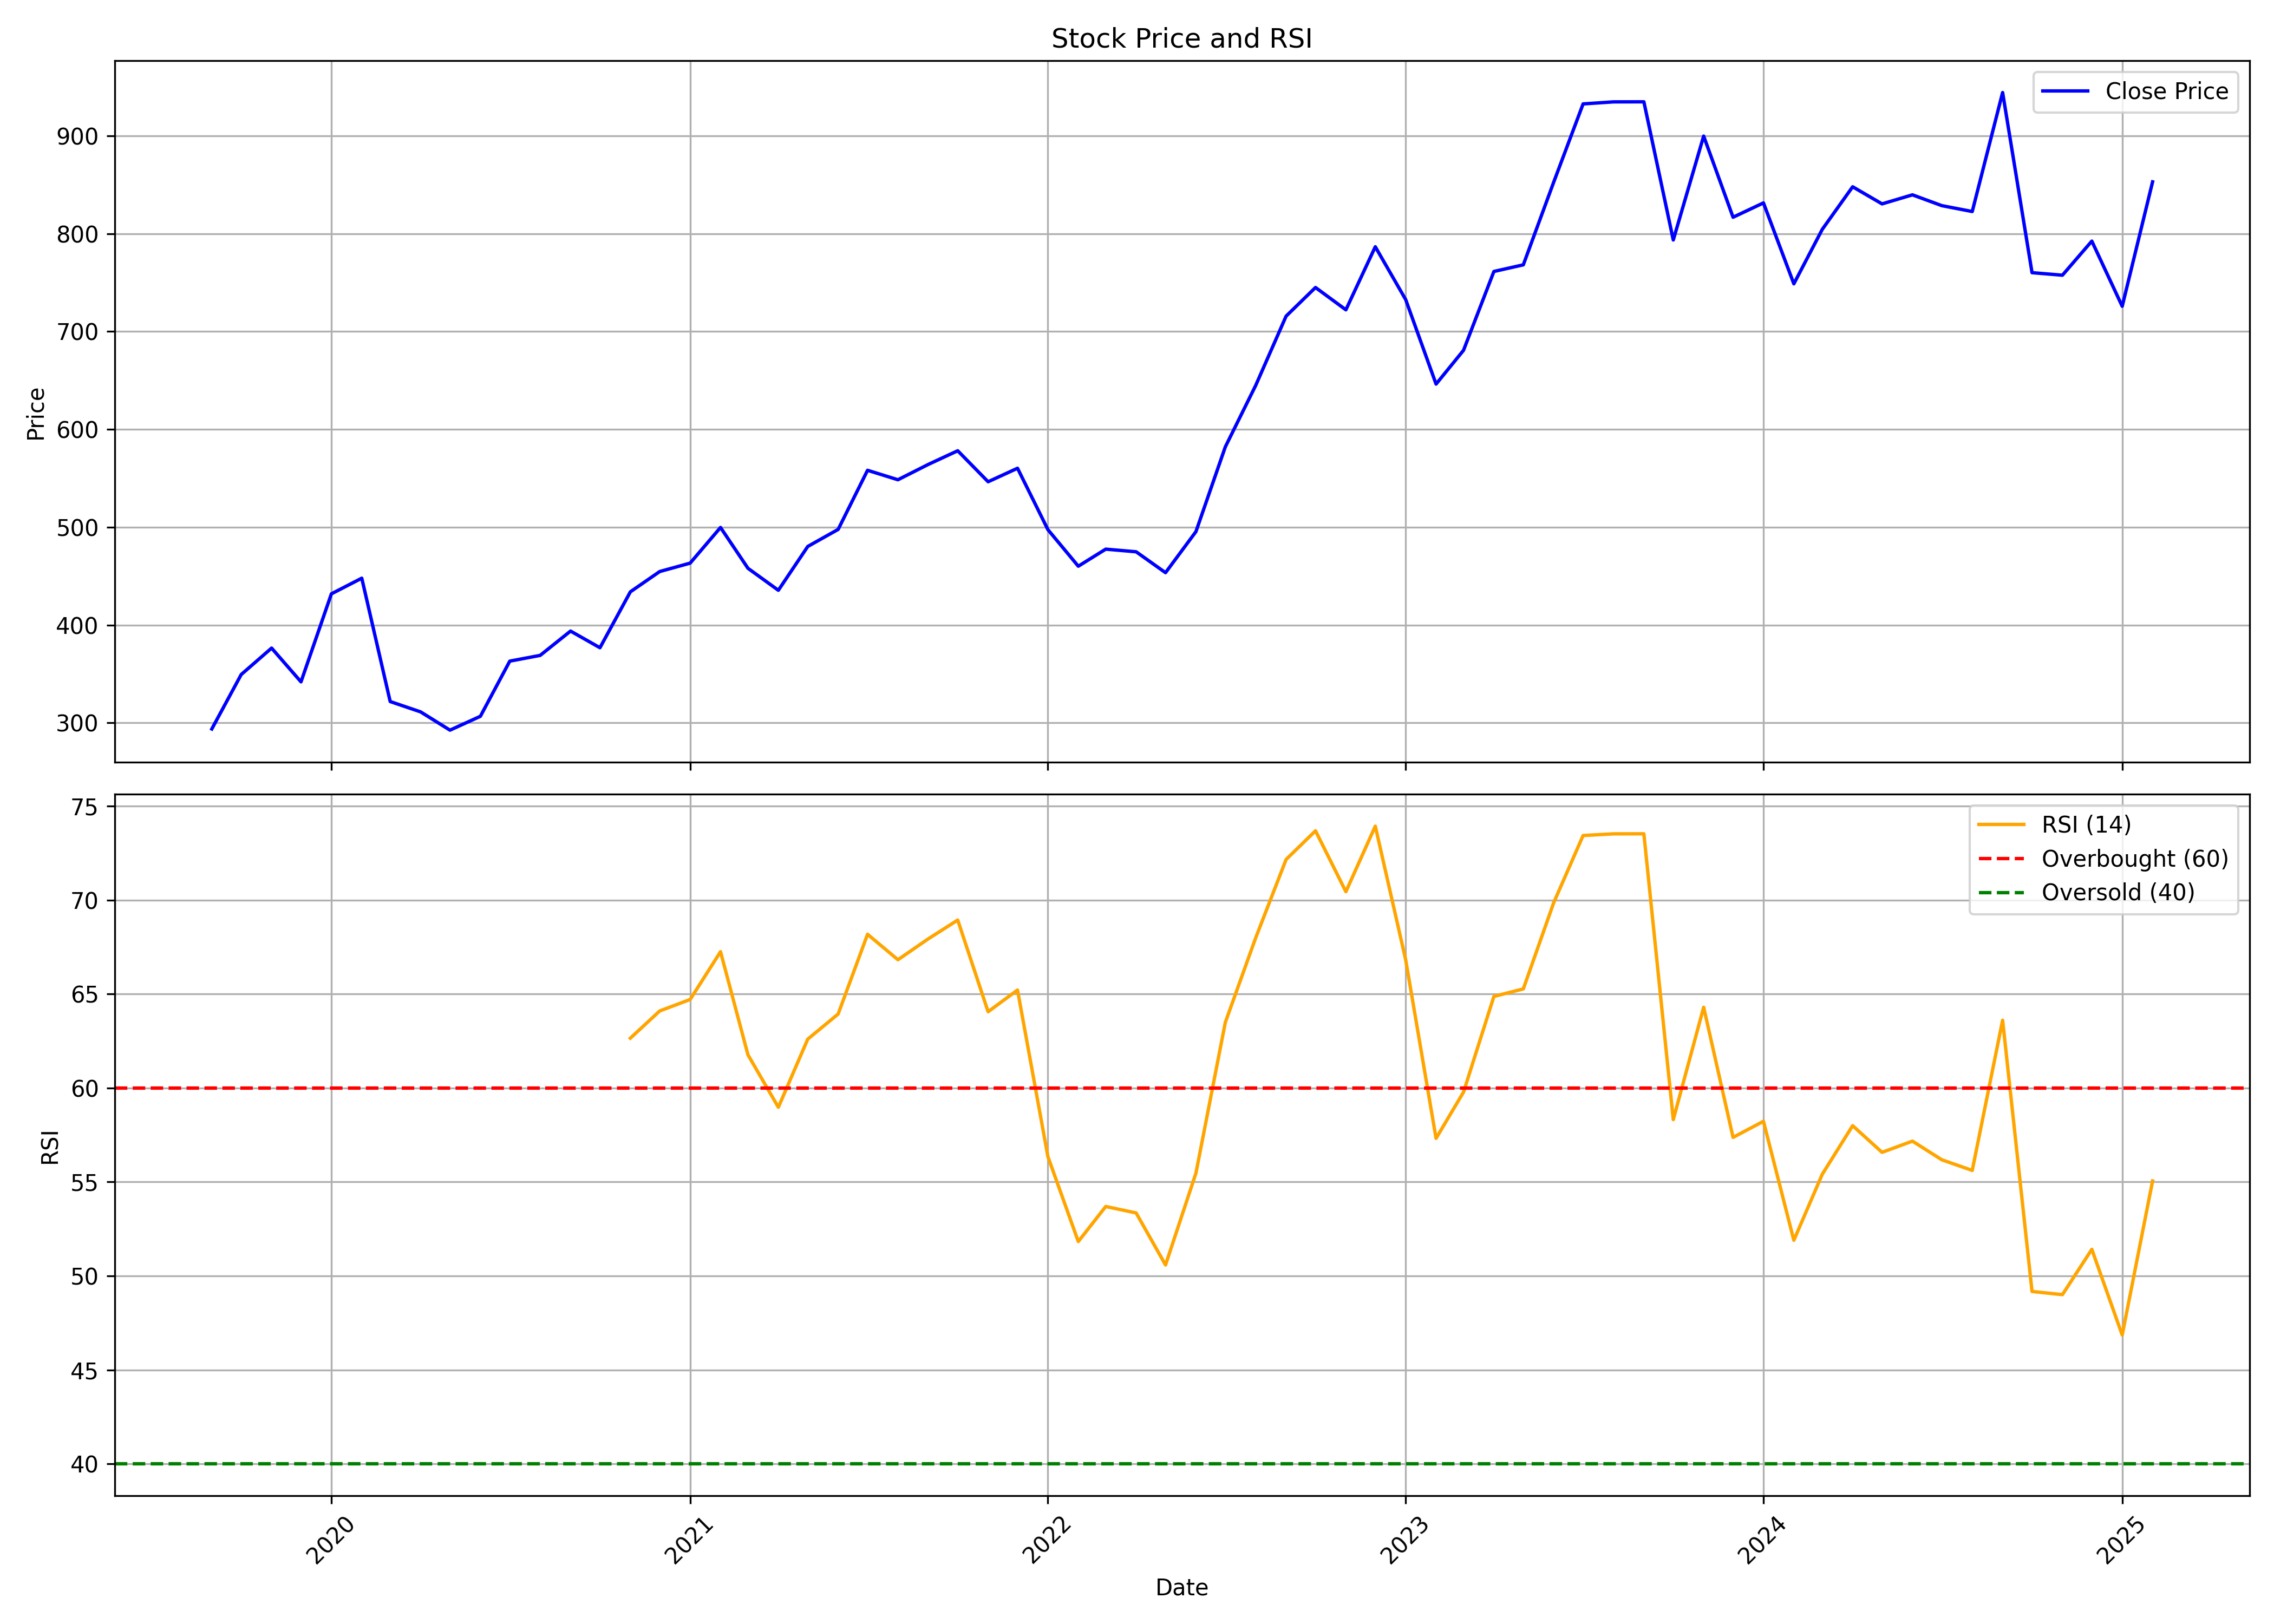 Stock Price and RSI
Close Price
900
800
700
600
500
400
300
Price
75
70
65
60
55
50
45
40
RSI
RSI (14)
Overbought (60)
Oversold (40)
2020
2021
2022
2023
2024
2025
Date